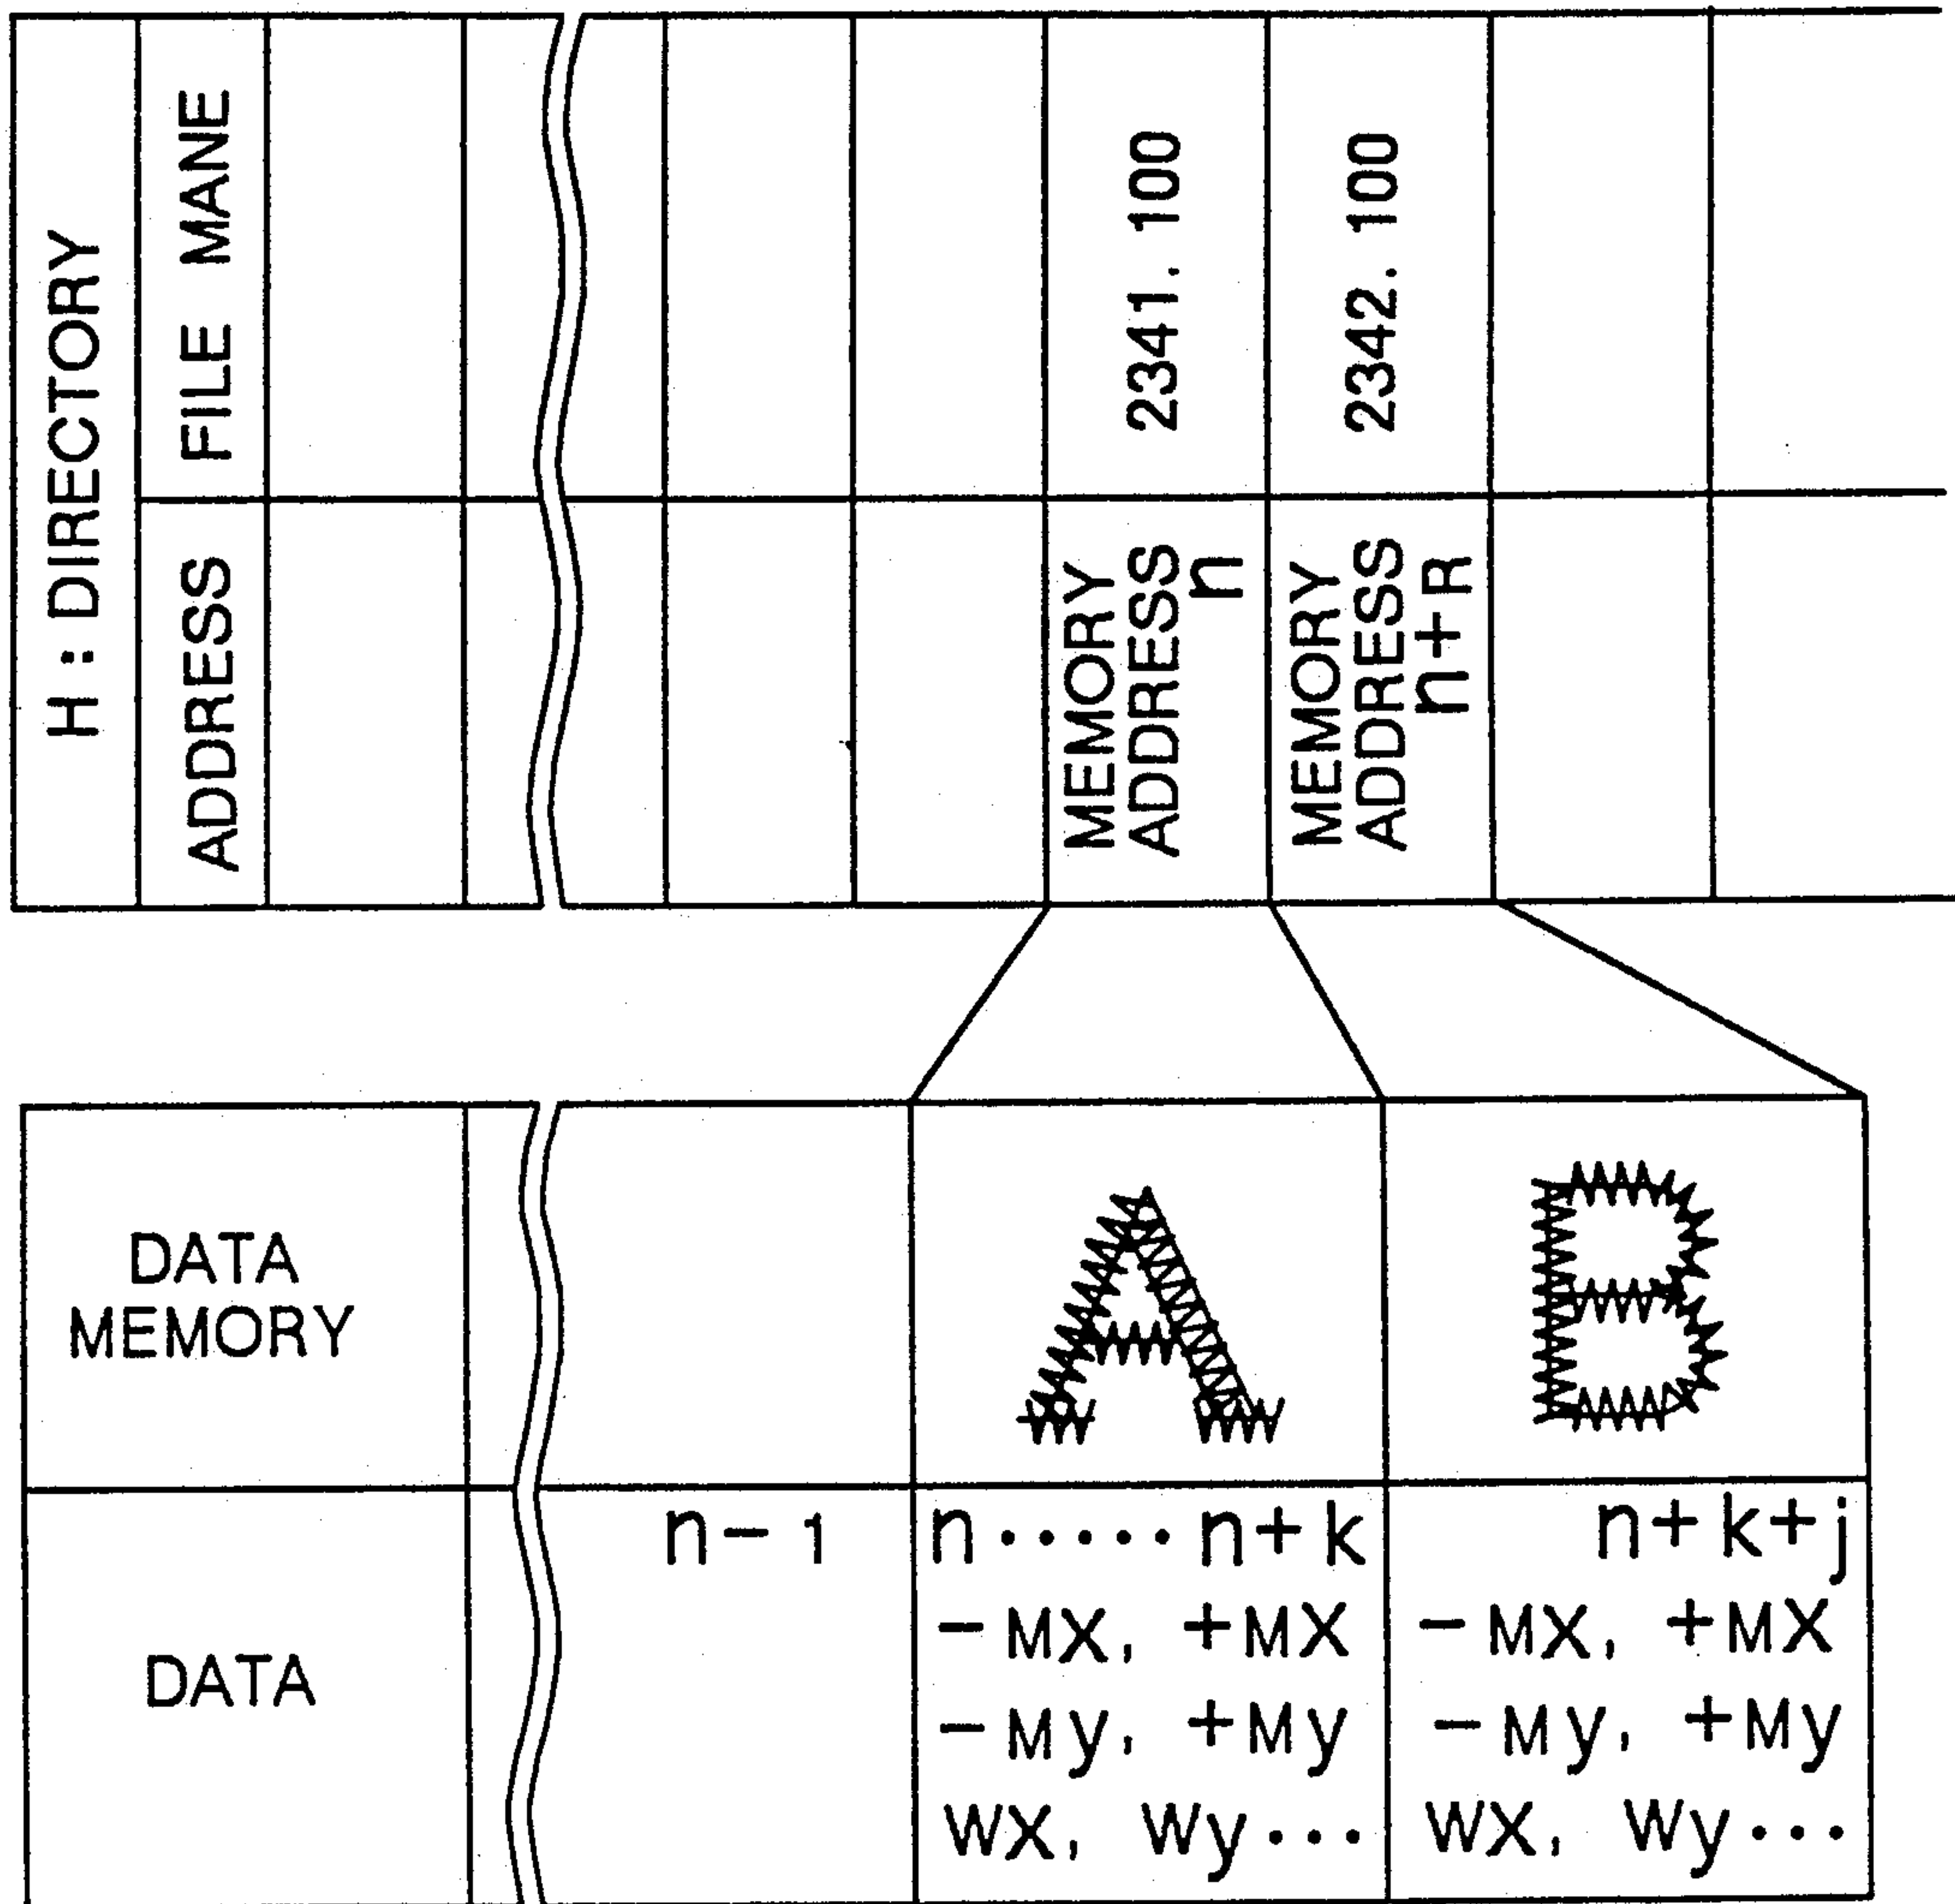 H : DIRECTORY
ADDRESS FILE MANE
MEMORY
ADDRESS
n
2341. 100
MEMORY
ADDRESS
n+R
2342. 100
DATA
MEMORY
A B
DATA
n- 1 n ····· n+k n+k+j
-MX, +MX -MX, +MX
-My, +My -My, +My
WX, Wy··· WX, Wy···